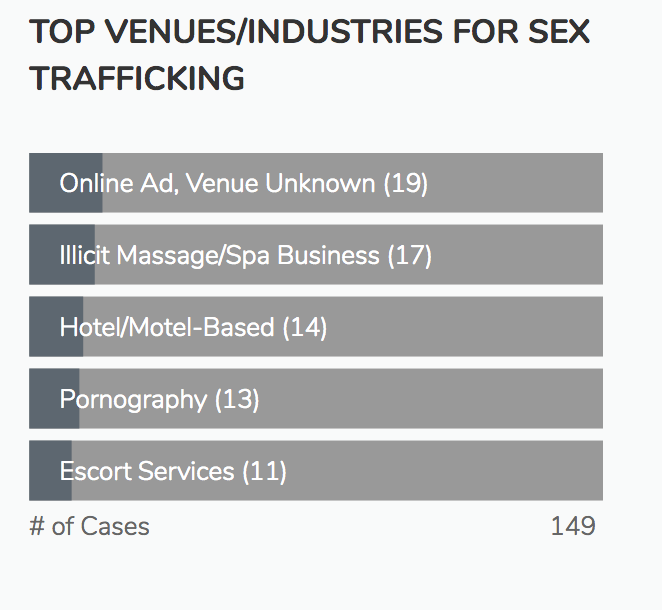 TOP VENUES/INDUSTRIES FOR SEX
TRAFFICKING
Online Ad, Venue Unknown (19)
Illicit Massage/Spa Business (17)
Hotel/Motel-Based (14)
Pornography (13)
Escort Services (11)
# of Cases 149